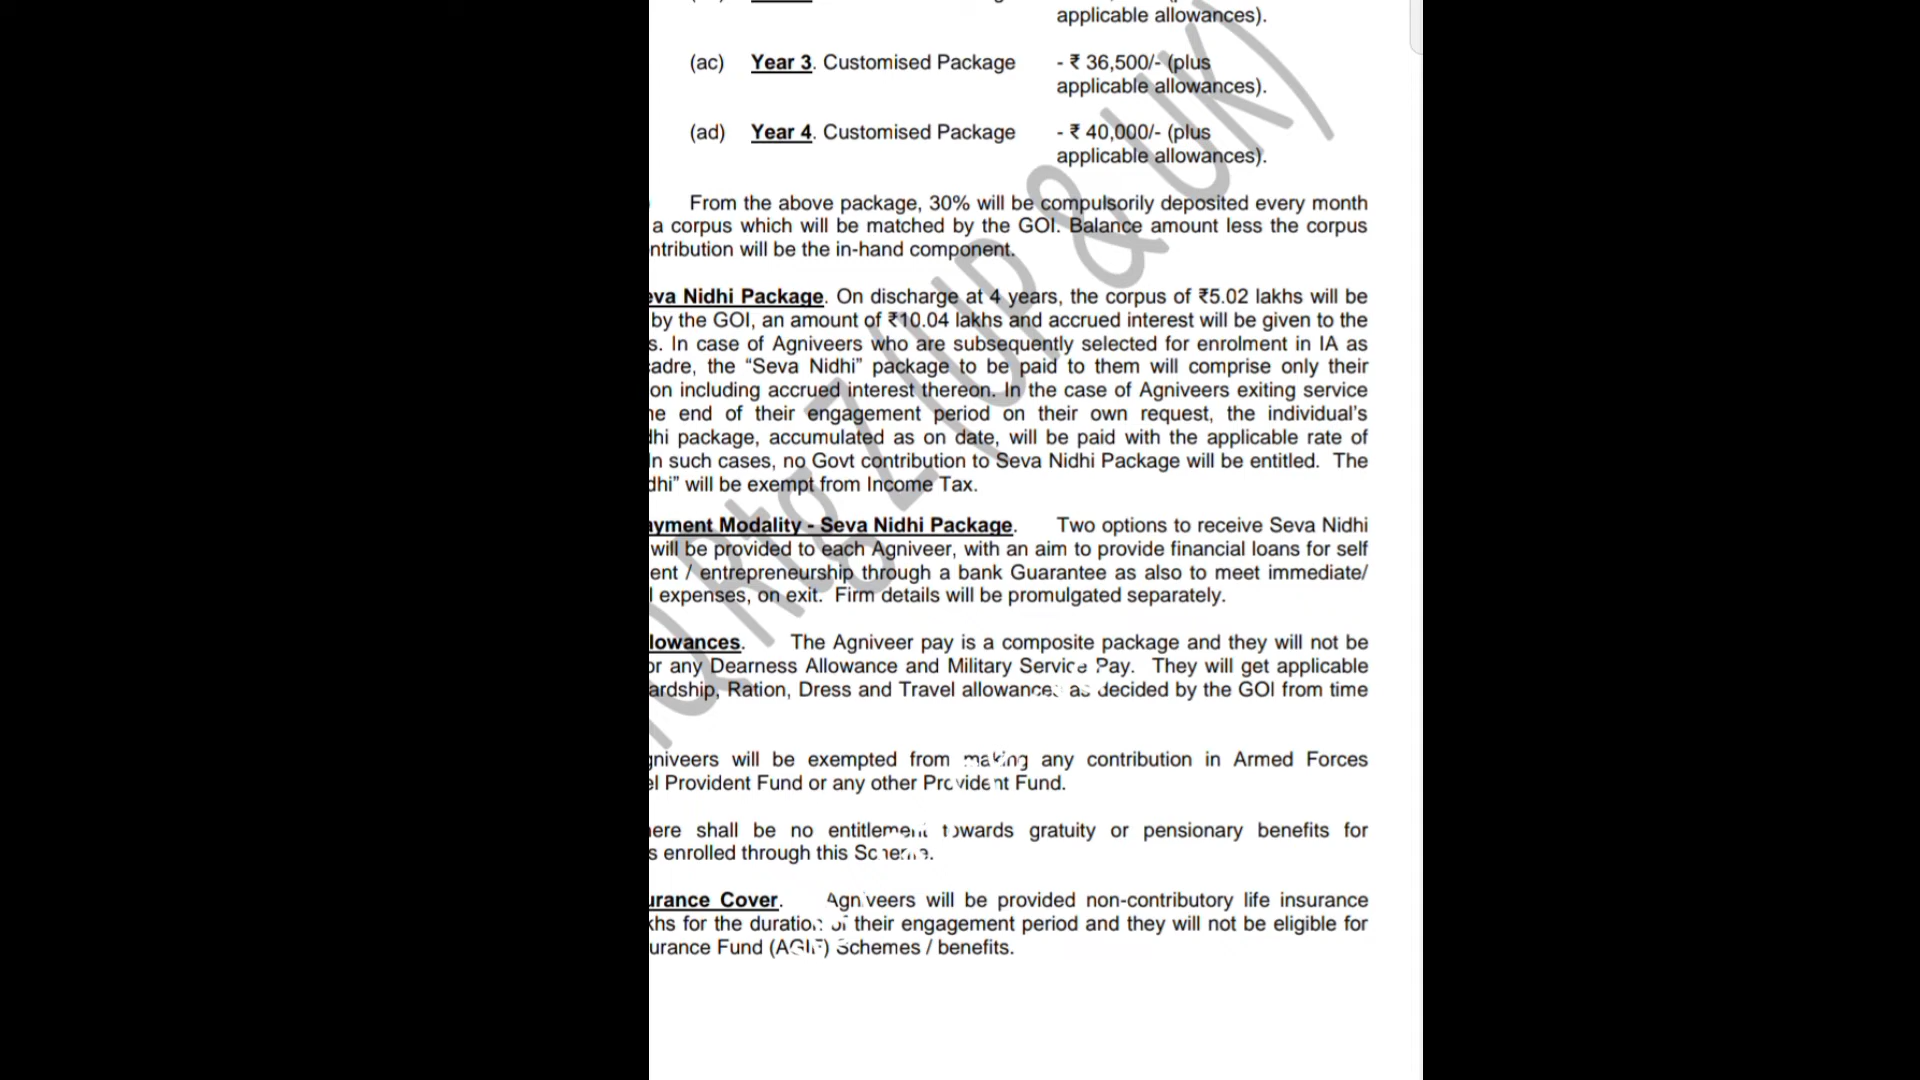 applicable allowances).
(ac) Year 3. Customised Package - ₹ 36,500/- (plus
applicable allowances).
(ad) Year 4. Customised Package - ₹ 40,000/- (plus
applicable allowances).
From the above package, 30% will be compulsorily deposited every month
a corpus which will be matched by the GOI. Balance amount less the corpus
ntribution will be the in-hand component.
eva Nidhi Package. On discharge at 4 years, the corpus of ₹5.02 lakhs will be
by the GOI, an amount of ₹10.04 lakhs and accrued interest will be given to the
s. In case of Agniveers who are subsequently selected for enrolment in IA as
adre, the “Seva Nidhi” package to be paid to them will comprise only their
on including accrued interest thereon. In the case of Agniveers exiting service
e end of their engagement period on their own request, the individual’s
dhi package, accumulated as on date, will be paid with the applicable rate of
n such cases, no Govt contribution to Seva Nidhi Package will be entitled. The
dhi” will be exempt from Income Tax.
ayment Modality - Seva Nidhi Package. Two options to receive Seva Nidhi
will be provided to each Agniveer, with an aim to provide financial loans for self
ent / entrepreneurship through a bank Guarantee as also to meet immediate/
l expenses, on exit. Firm details will be promulgated separately.
lowances. The Agniveer pay is a composite package and they will not be
or any Dearness Allowance and Military Service Pay. They will get applicable
ardship, Ration, Dress and Travel allowances as decided by the GOI from time
gniveers will be exempted from making any contribution in Armed Forces
el Provident Fund or any other Provident Fund.
ere shall be no entitlement towards gratuity or pensionary benefits for
s enrolled through this Scheme.
urance Cover. Agniveers will be provided non-contributory life insurance
khs for the duration of their engagement period and they will not be eligible for
urance Fund (AGIF) Schemes / benefits.
Q Rtg Z (UP & UK)